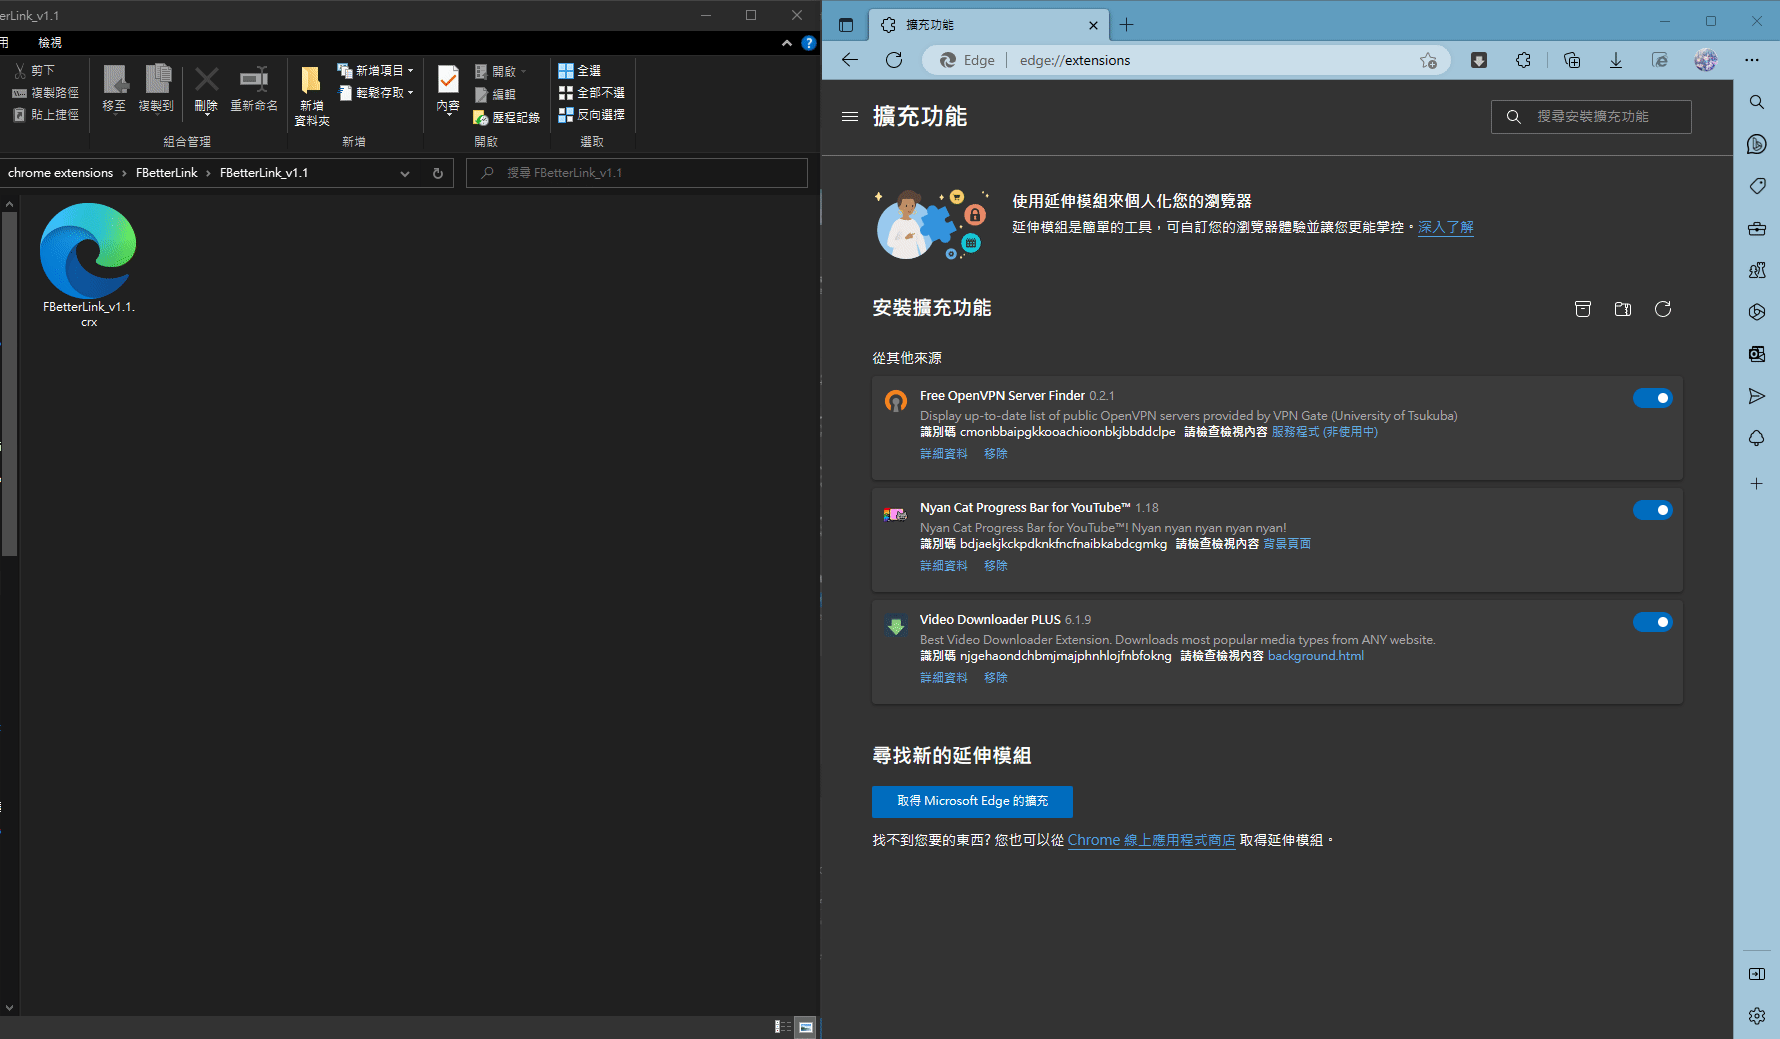 erLink_v1.1
用
檢視
剪下
複製路徑
貼上捷徑
移至
複製到
刪除
重新命名
組合管理
新增
資料夾
新增項目
輕鬆存取
新增
內容
開啟
編輯
歷程記錄
開啟
全選
全部不選
反向選擇
選取
chrome extensions › FBetterLink › FBetterLink_v1.1
搜尋 FBetterLink_v1.1
FBetterLink_v1.1.
crx
擴充功能
Edge
edge://extensions
擴充功能
搜尋安裝擴充功能
使用延伸模組來個人化您的瀏覽器
延伸模組是簡單的工具，可自訂您的瀏覽器體驗並讓您更能掌控。深入了解
安裝擴充功能
從其他來源
Free OpenVPN Server Finder 0.2.1
Display up-to-date list of public OpenVPN servers provided by VPN Gate (University of Tsukuba)
識別碼 cmonbbaipgkkooachioonbkjbbddclpe 請檢查檢視內容 服務程式 (非使用中)
詳細資料 移除
Nyan Cat Progress Bar for YouTube™ 1.18
Nyan Cat Progress Bar for YouTube™! Nyan nyan nyan nyan nyan!
識別碼 bdjaekjkckpdknkfncfnaibkabdcgmkg 請檢查檢視內容 背景頁面
詳細資料 移除
Video Downloader PLUS 6.1.9
Best Video Downloader Extension. Downloads most popular media types from ANY website.
識別碼 njgehaondchbmjmajphnhlojfnbfokng 請檢查檢視內容 background.html
詳細資料 移除
尋找新的延伸模組
取得 Microsoft Edge 的擴充
找不到您要的東西? 您也可以從 Chrome 線上應用程式商店 取得延伸模組。